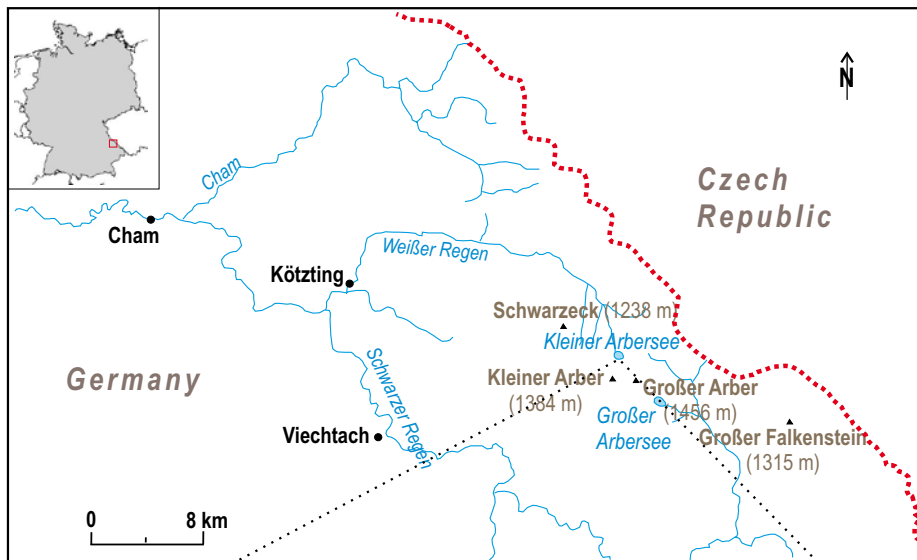 N
Czech
Republic
Cham
Cham
Weißer Regen
Kötzting
Schwarzeck (1238 m)
Kleiner Arbersee
Germany
Schwarzer Regen
Kleiner Arber
(1384 m)
Großer Arber
(1456 m)
Großer
Arbersee
Viechtach
Großer Falkenstein
(1315 m)
0 8 km